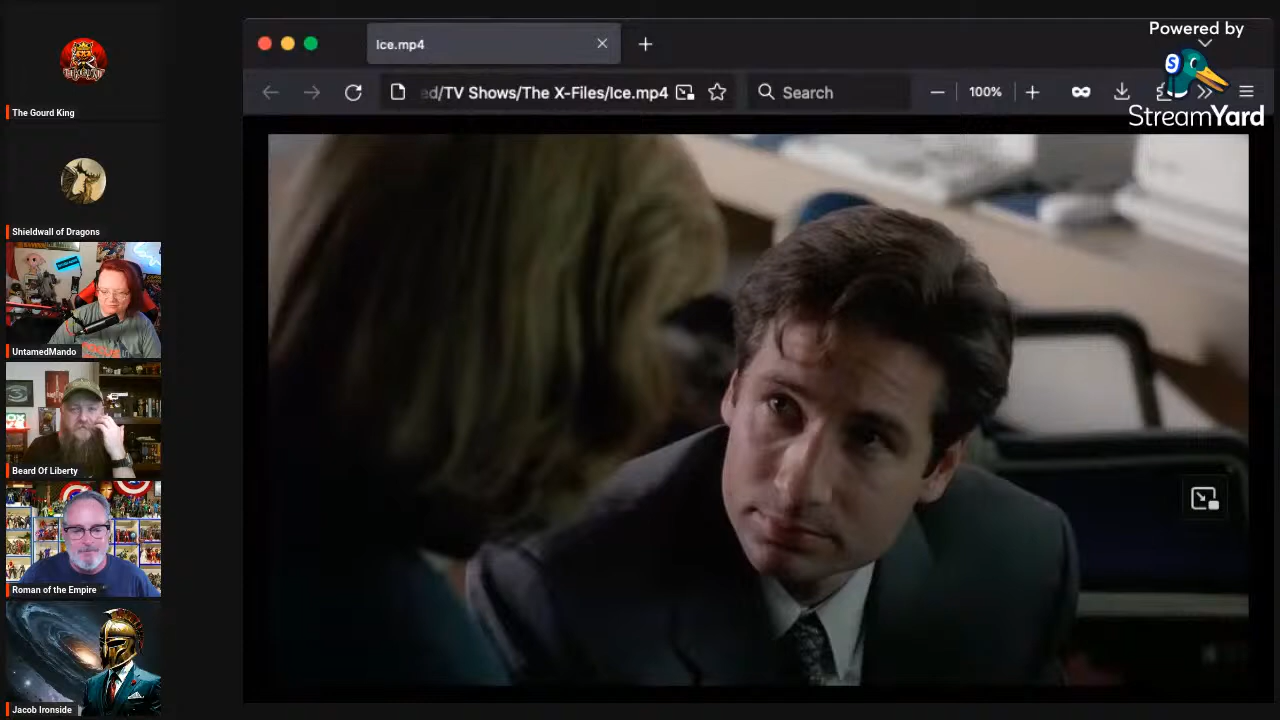 Ice.mp4
Powered by
ed/TV Shows/The X-Files/Ice.mp4
Search
100%
StreamYard
The Gourd King
Shieldwall of Dragons
UntamedMando
Beard Of Liberty
Roman of the Empire
Jacob Ironside